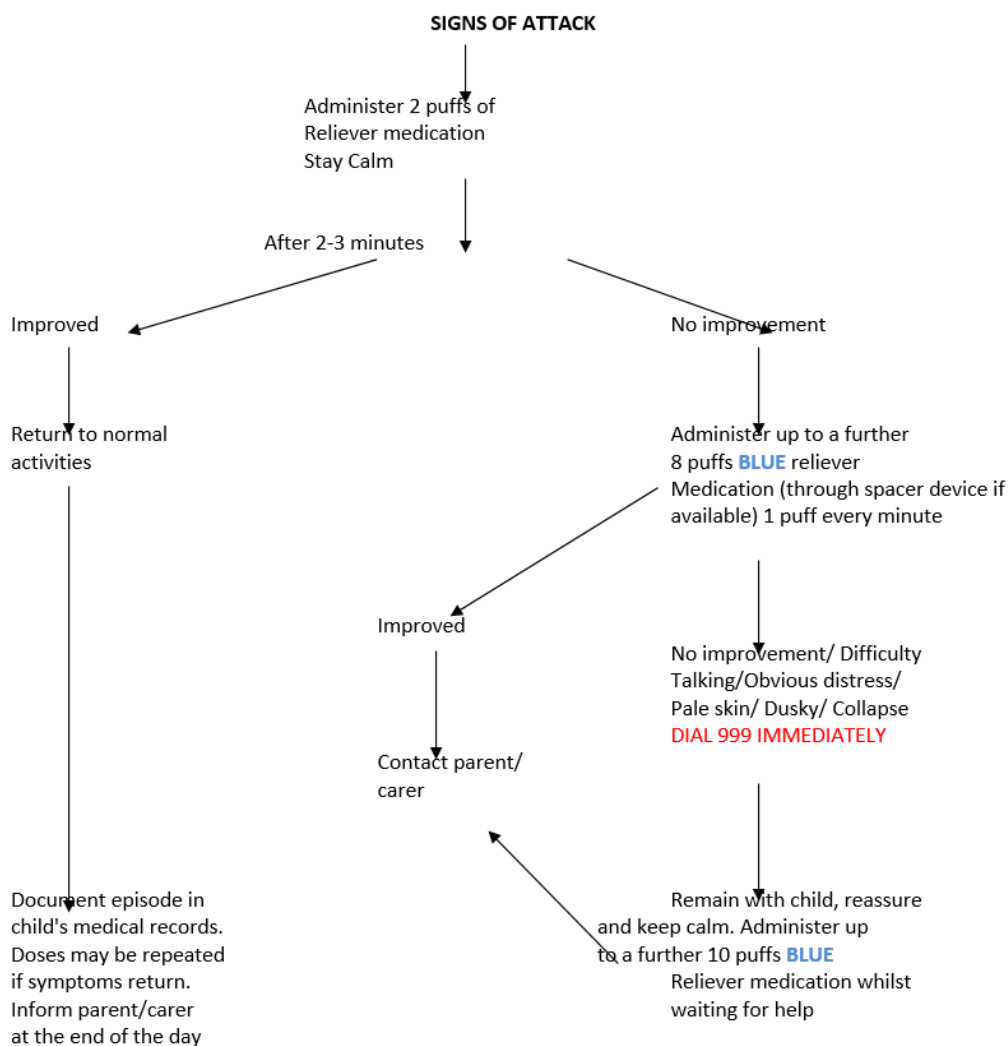 SIGNS OF ATTACK
Administer 2 puffs of
Reliever medication
Stay Calm
After 2-3 minutes
Improved
No improvement
Return to normal
activities
Administer up to a further
8 puffs BLUE reliever
Medication (through spacer device if
available) 1 puff every minute
Improved
No improvement/ Difficulty
Talking/Obvious distress/
Pale skin/ Dusky/ Collapse
DIAL 999 IMMEDIATELY
Contact parent/
carer
Document episode in
child's medical records.
Doses may be repeated
if symptoms return.
Inform parent/carer
at the end of the day
Remain with child, reassure
and keep calm. Administer up
to a further 10 puffs BLUE
Reliever medication whilst
waiting for help